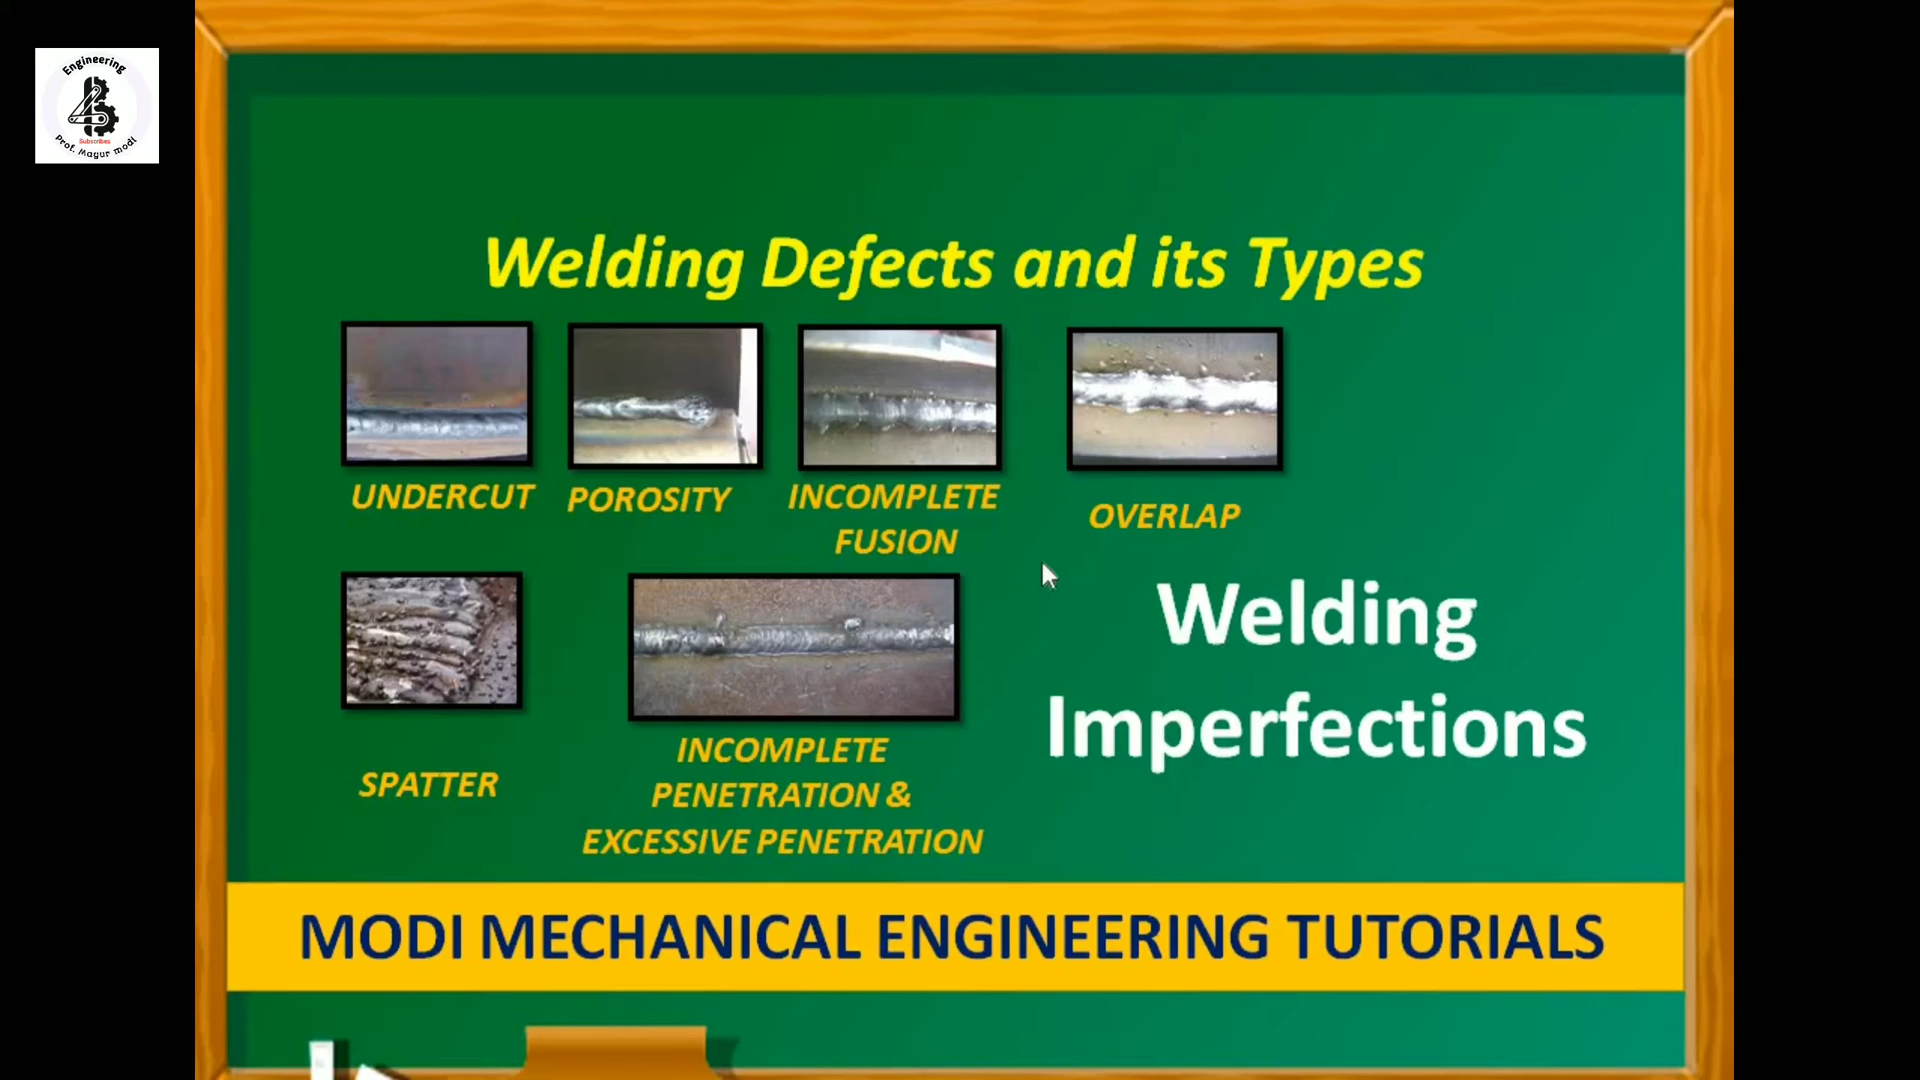 Engineering
Subscribes
Prof. Mayur modi
Welding Defects and its Types
UNDERCUT
POROSITY
INCOMPLETE
FUSION
OVERLAP
SPATTER
INCOMPLETE
PENETRATION &
EXCESSIVE PENETRATION
Welding
Imperfections
MODI MECHANICAL ENGINEERING TUTORIALS